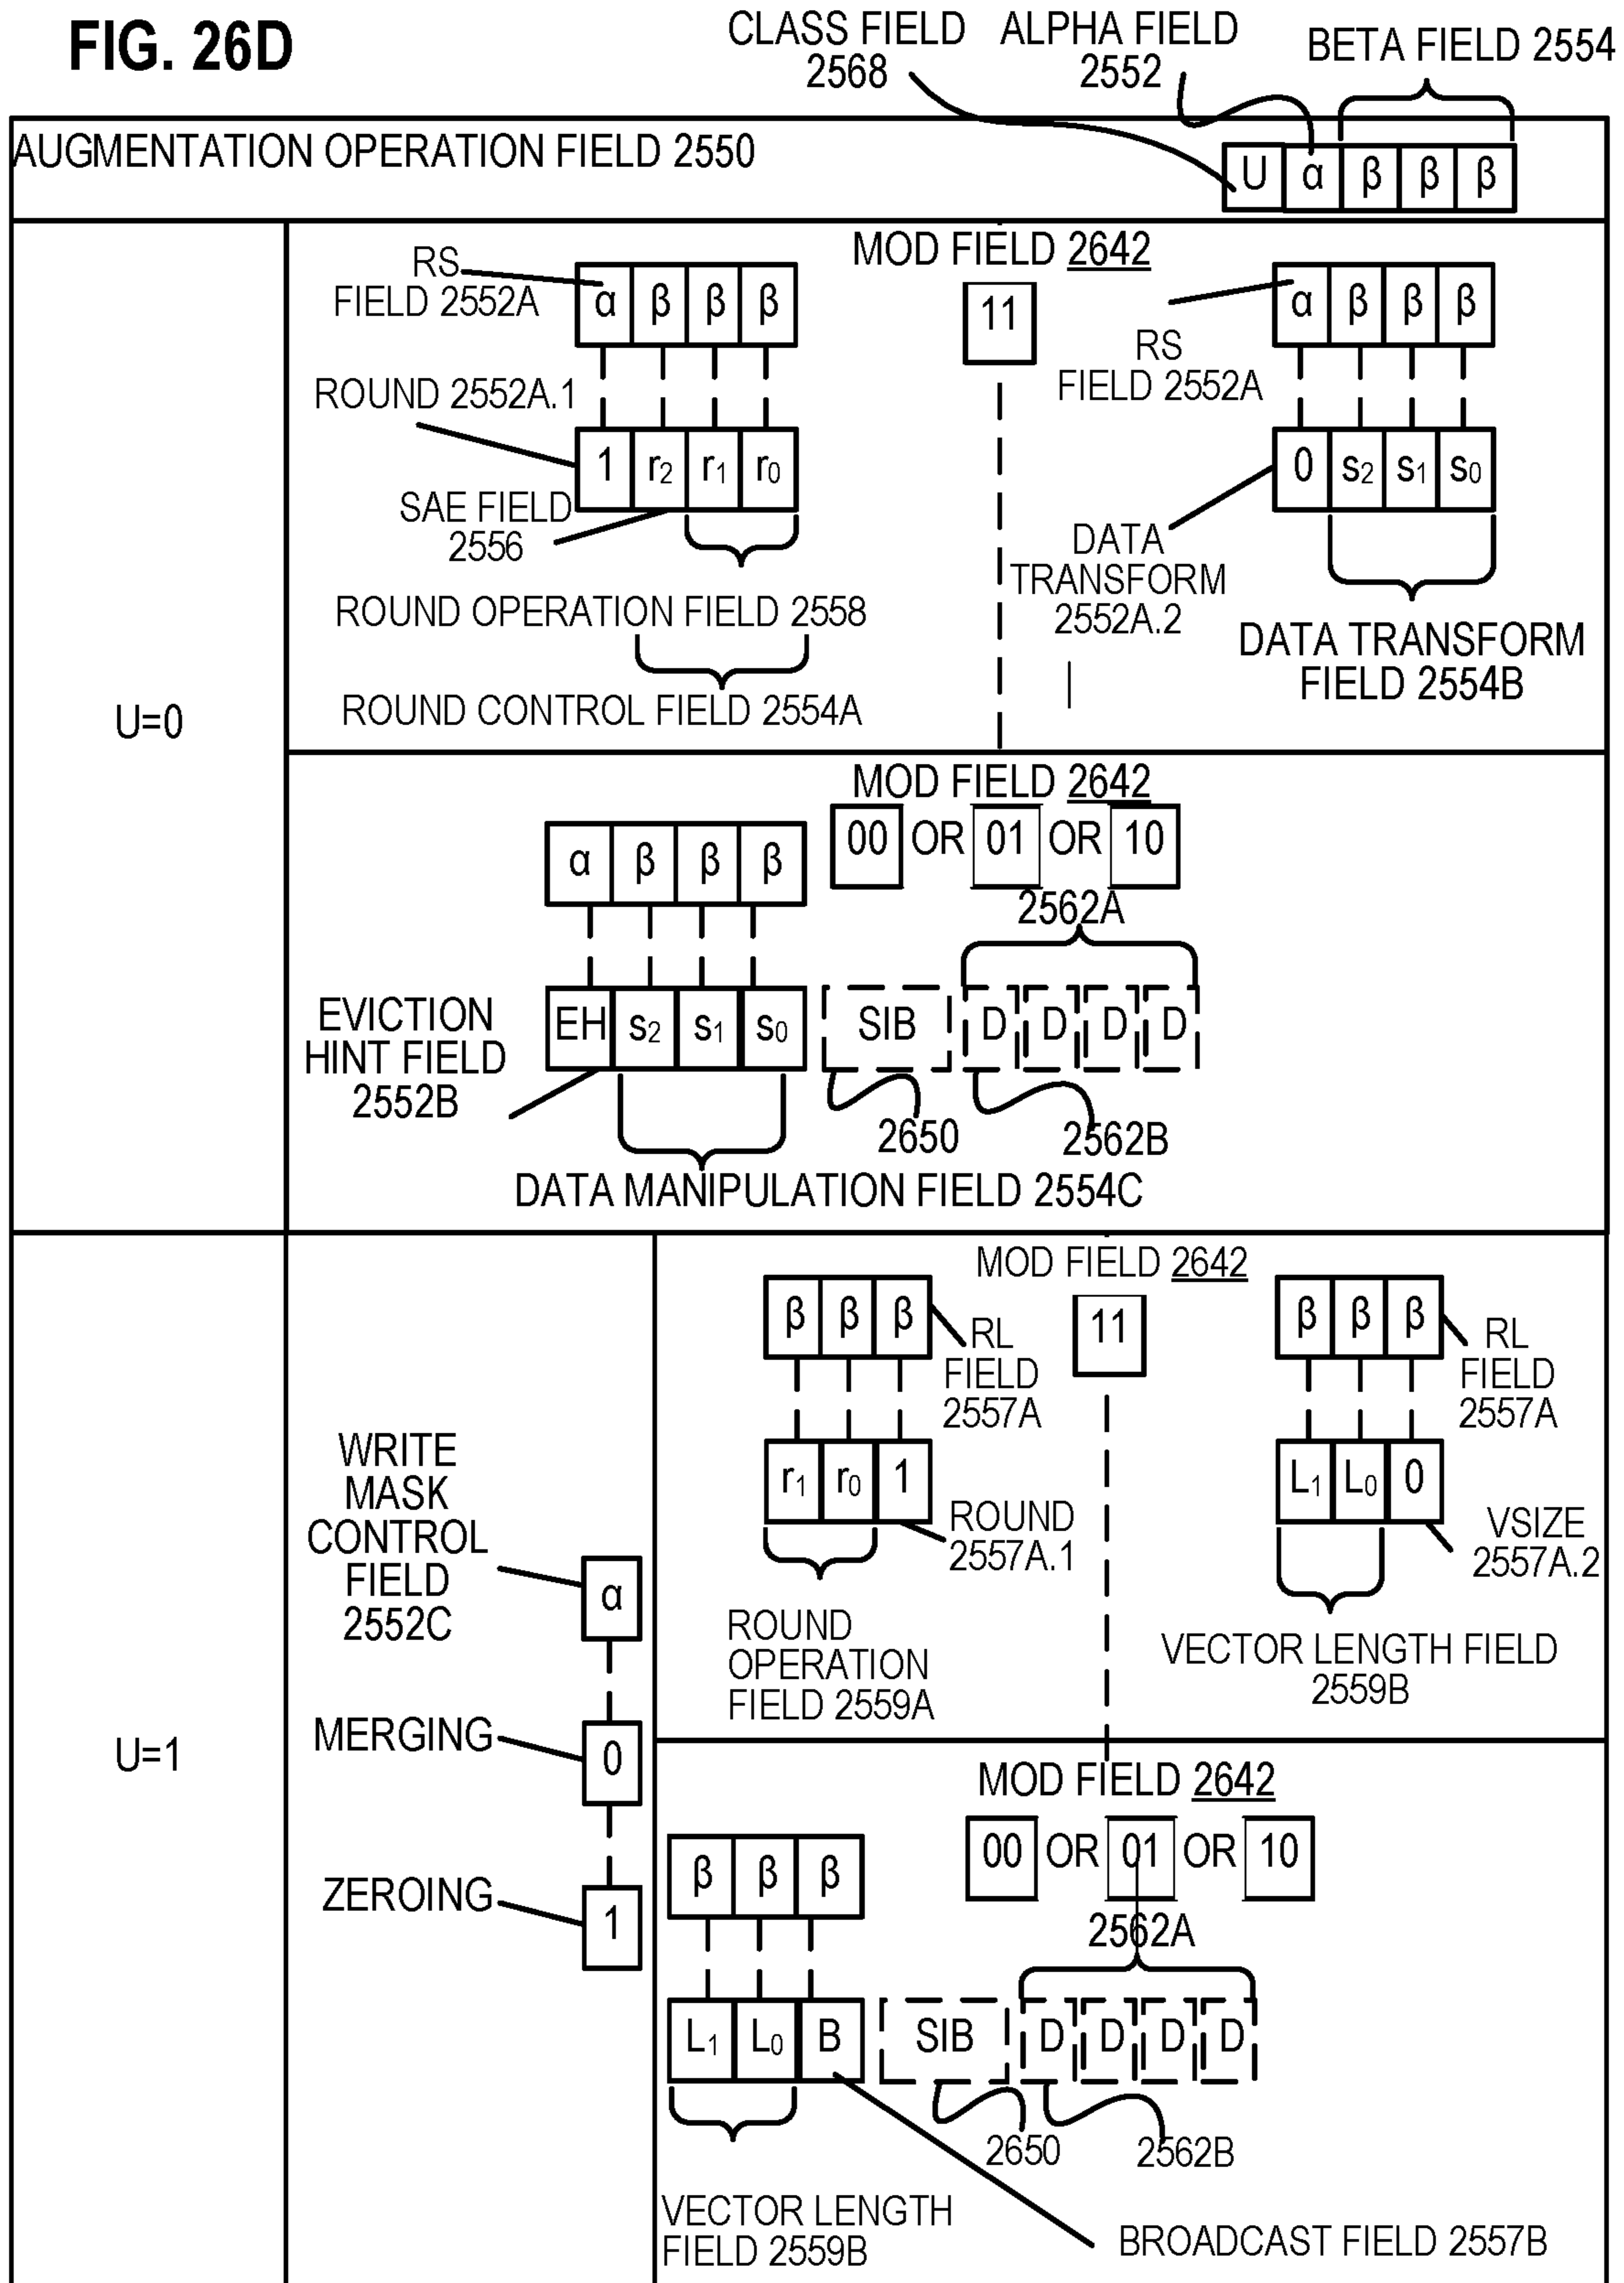 FIG. 26D
CLASS FIELD
2568
ALPHA FIELD
2552
BETA FIELD 2554
AUGMENTATION OPERATION FIELD 2550
U α β β β
U=0
MOD FIELD 2642
11
RS
FIELD 2552A
α β β β
ROUND 2552A.1
1 r2 r1 r0
SAE FIELD
2556
ROUND OPERATION FIELD 2558
ROUND CONTROL FIELD 2554A
α β β β
RS
FIELD 2552A
0 s2 s1 s0
DATA
TRANSFORM
2552A.2
DATA TRANSFORM
FIELD 2554B
MOD FIELD 2642
00 OR 01 OR 10
α β β β
2562A
EVICTION
HINT FIELD
2552B
EH s2 s1 s0 SIB D D D D
2650
2562B
DATA MANIPULATION FIELD 2554C
U=1
WRITE
MASK
CONTROL
FIELD
2552C
α
MERGING
0
ZEROING
1
MOD FIELD 2642
11
β β β
RL
FIELD
2557A
r1 r0 1
ROUND
2557A.1
ROUND
OPERATION
FIELD 2559A
β β β
RL
FIELD
2557A
L1 L0 0
VSIZE
2557A.2
VECTOR LENGTH FIELD
2559B
MOD FIELD 2642
00 OR 01 OR 10
β β β
2562A
L1 L0 B SIB D D D D
2650
2562B
VECTOR LENGTH
FIELD 2559B
BROADCAST FIELD 2557B